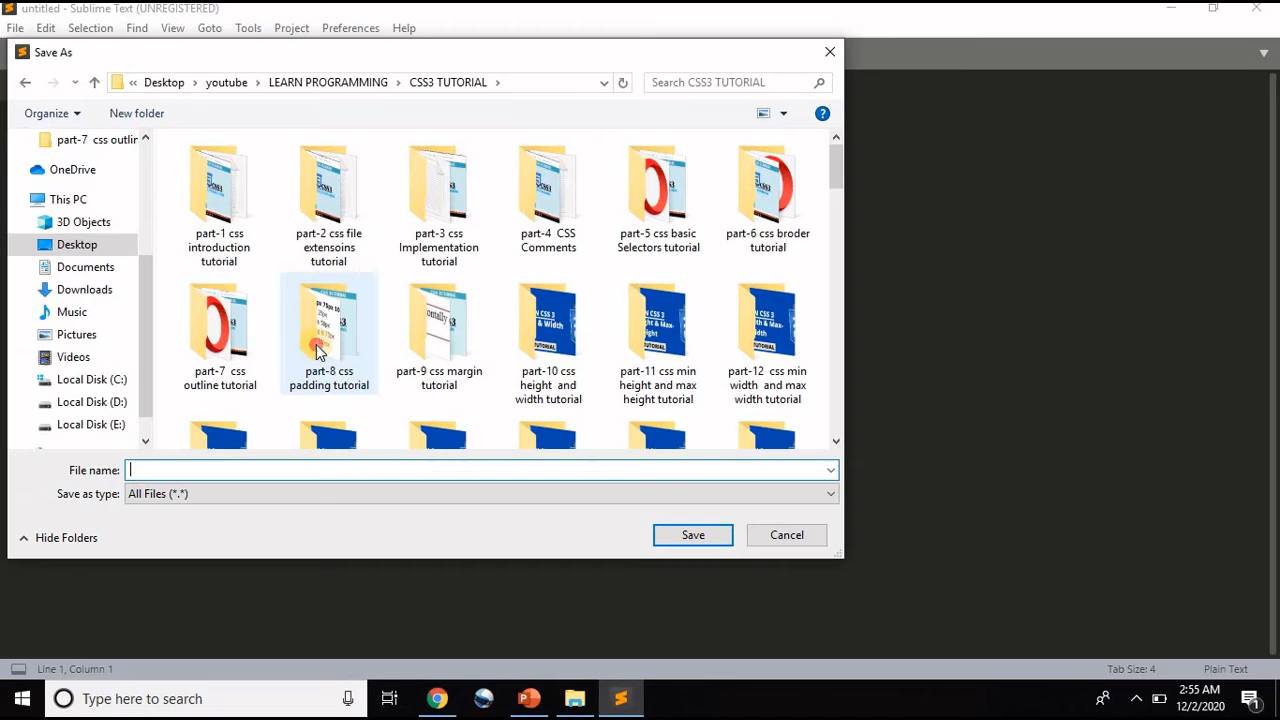 untitled - Sublime Text (UNREGISTERED)
File Edit Selection Find View Goto Tools Project Preferences Help
Save As
« Desktop › youtube › LEARN PROGRAMMING › CSS3 TUTORIAL ›
Search CSS3 TUTORIAL
Organize
New folder
part-7 css outlin
OneDrive
This PC
3D Objects
Desktop
Documents
Downloads
Music
Pictures
Videos
Local Disk (C:)
Local Disk (D:)
Local Disk (E:)
part-1 css
introduction
tutorial
part-2 css file
extensoins
tutorial
part-3 css
Implementation
tutorial
part-4 CSS
Comments
part-5 css basic
Selectors tutorial
part-6 css broder
tutorial
part-7 css
outline tutorial
part-8 css
padding tutorial
part-9 css margin
tutorial
part-10 css
height and
width tutorial
part-11 css min
height and max
height tutorial
part-12 css min
width and max
width tutorial
File name:
Save as type: All Files (*.*)
Hide Folders
Save
Cancel
Line 1, Column 1
Tab Size: 4
Plain Text
Type here to search
2:55 AM
12/2/2020
1